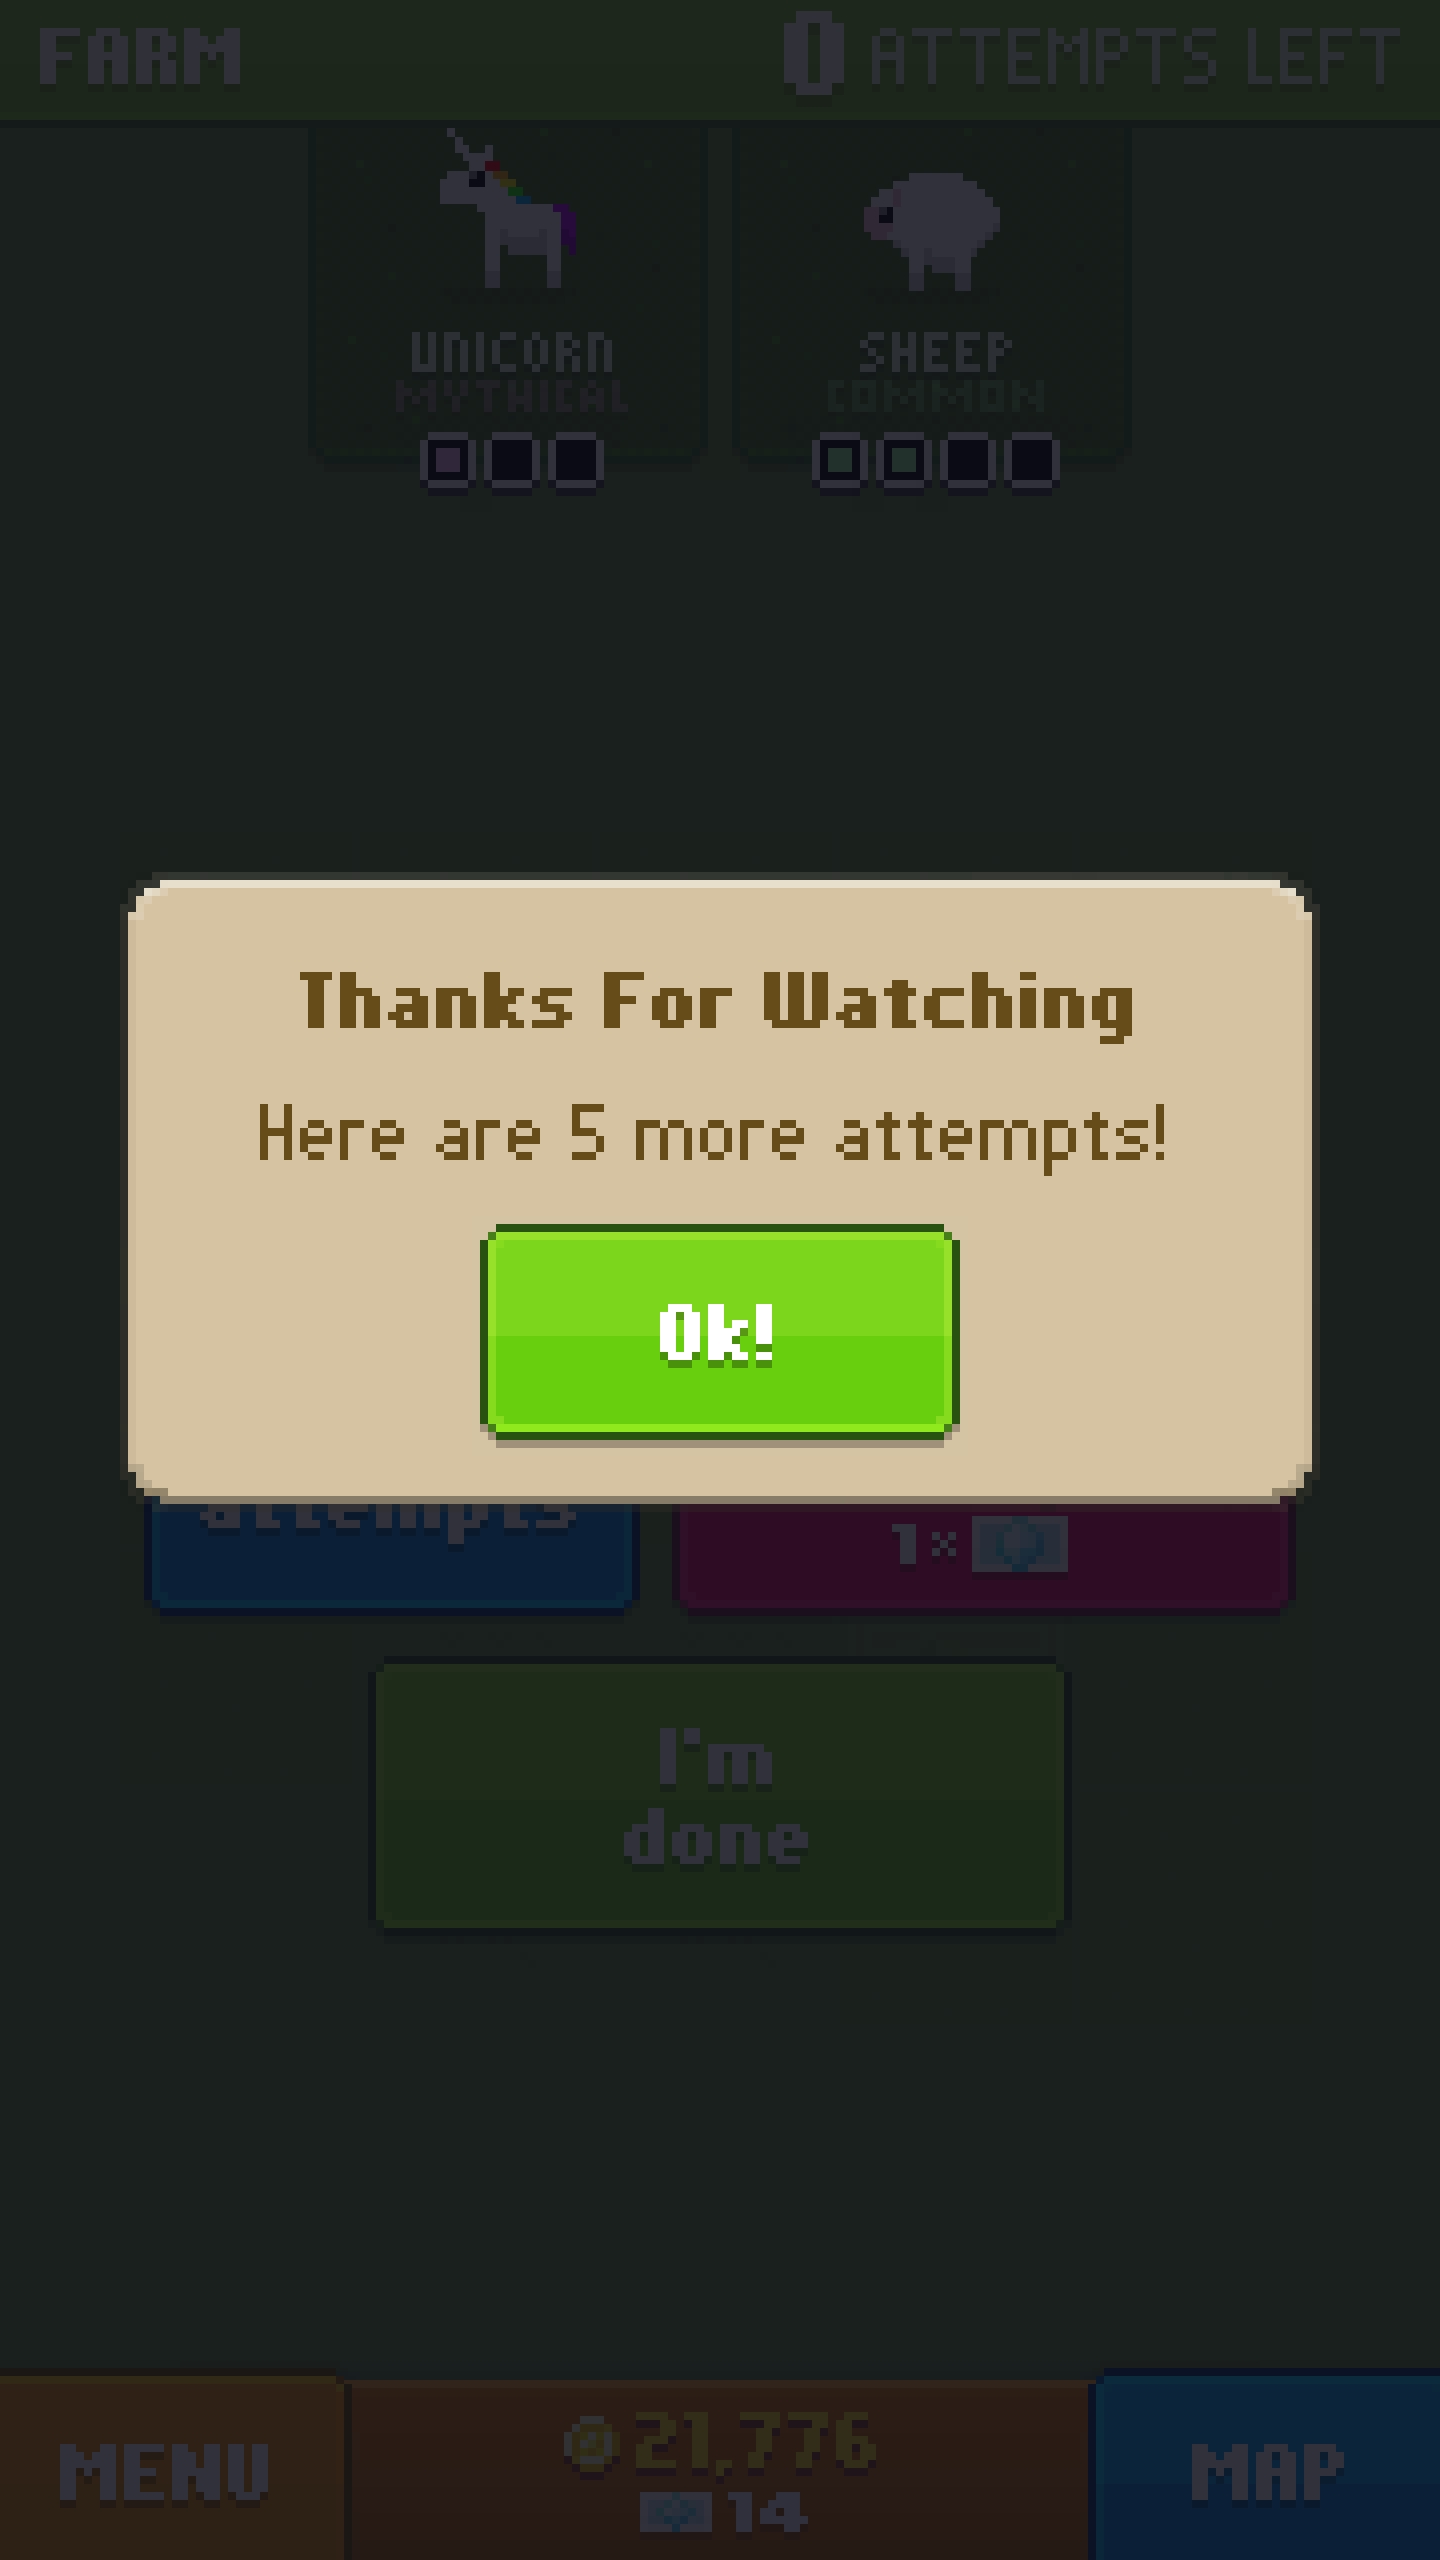 FARM
0 ATTEMPTS LEFT
UNICORN
MYTHICAL
SHEEP
COMMON
Thanks For Watching
Here are 5 more attempts!
Ok!
attempts
1×
I'm
done
MENU
21,776
14
MAP